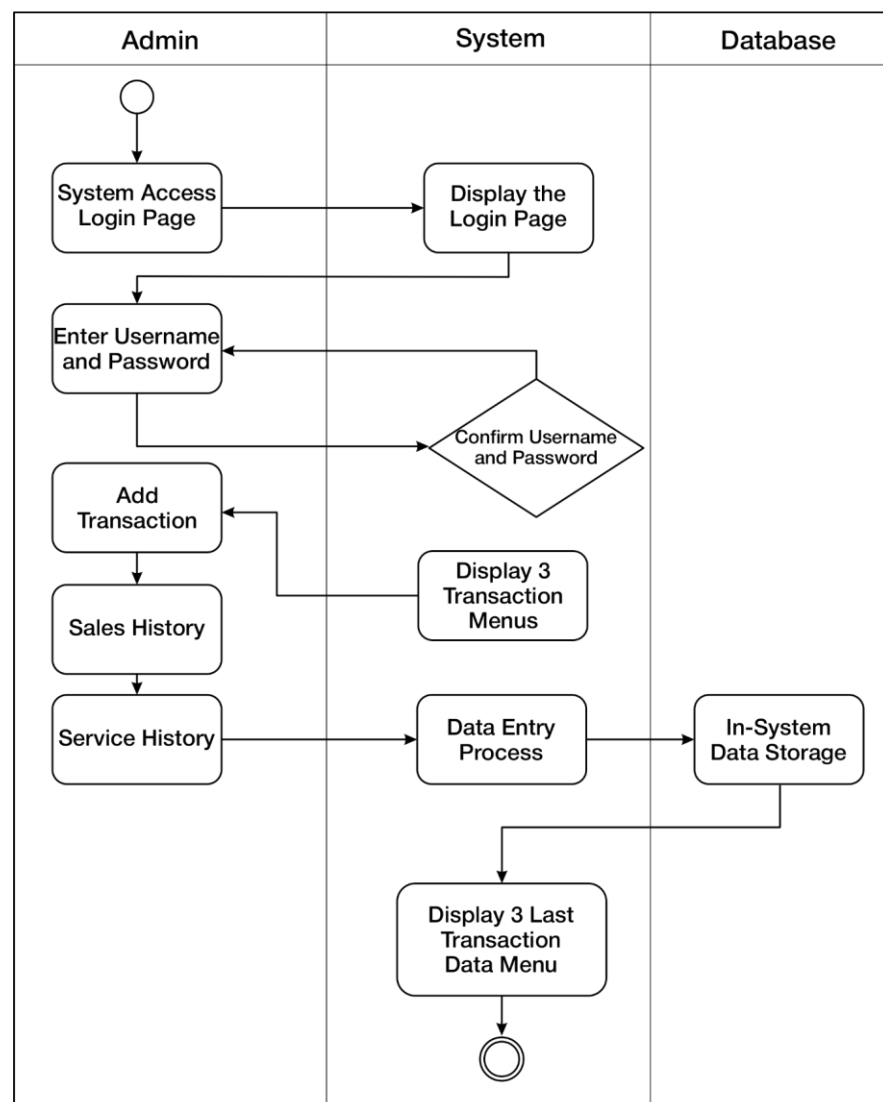 Admin
System
Database
System Access
Login Page
Display the
Login Page
Enter Username
and Password
Confirm Username
and Password
Add
Transaction
Display 3
Transaction
Menus
Sales History
Service History
Data Entry
Process
In-System
Data Storage
Display 3 Last
Transaction
Data Menu